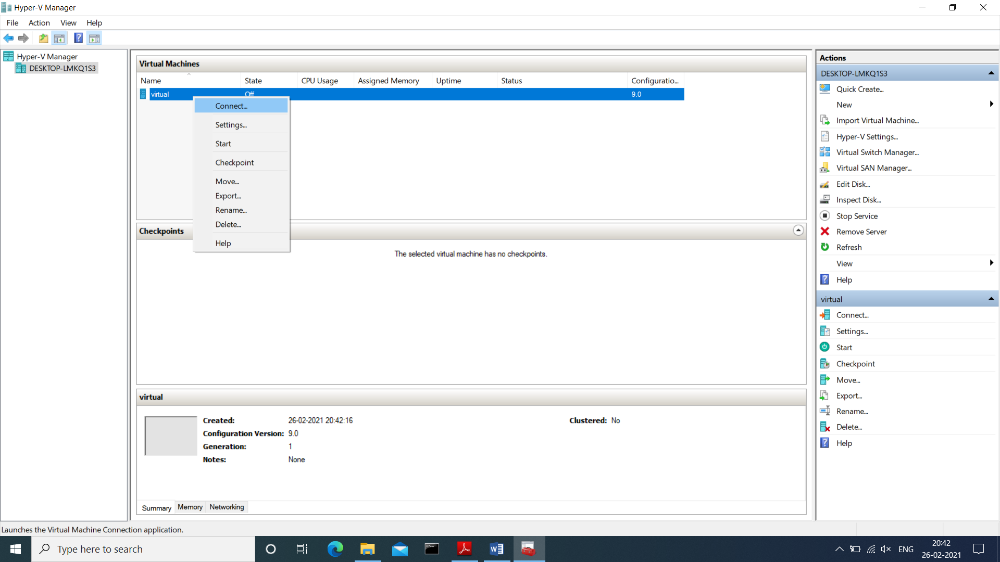 Hyper-V Manager
File Action View Help
Hyper-V Manager
DESKTOP-LMKQ1S3
Virtual Machines
Name State CPU Usage Assigned Memory Uptime Status Configuratio...
virtual Off 9.0
Connect...
Settings...
Start
Checkpoint
Move...
Export...
Rename...
Delete...
Help
Checkpoints
The selected virtual machine has no checkpoints.
virtual
Created: 26-02-2021 20:42:16 Clustered: No
Configuration Version: 9.0
Generation: 1
Notes: None
Summary Memory Networking
Actions
DESKTOP-LMKQ1S3
Quick Create...
New
Import Virtual Machine...
Hyper-V Settings...
Virtual Switch Manager...
Virtual SAN Manager...
Edit Disk...
Inspect Disk...
Stop Service
Remove Server
Refresh
View
Help
virtual
Connect...
Settings...
Start
Checkpoint
Move...
Export...
Rename...
Delete...
Help
Launches the Virtual Machine Connection application.
Type here to search
ENG
20:42
26-02-2021